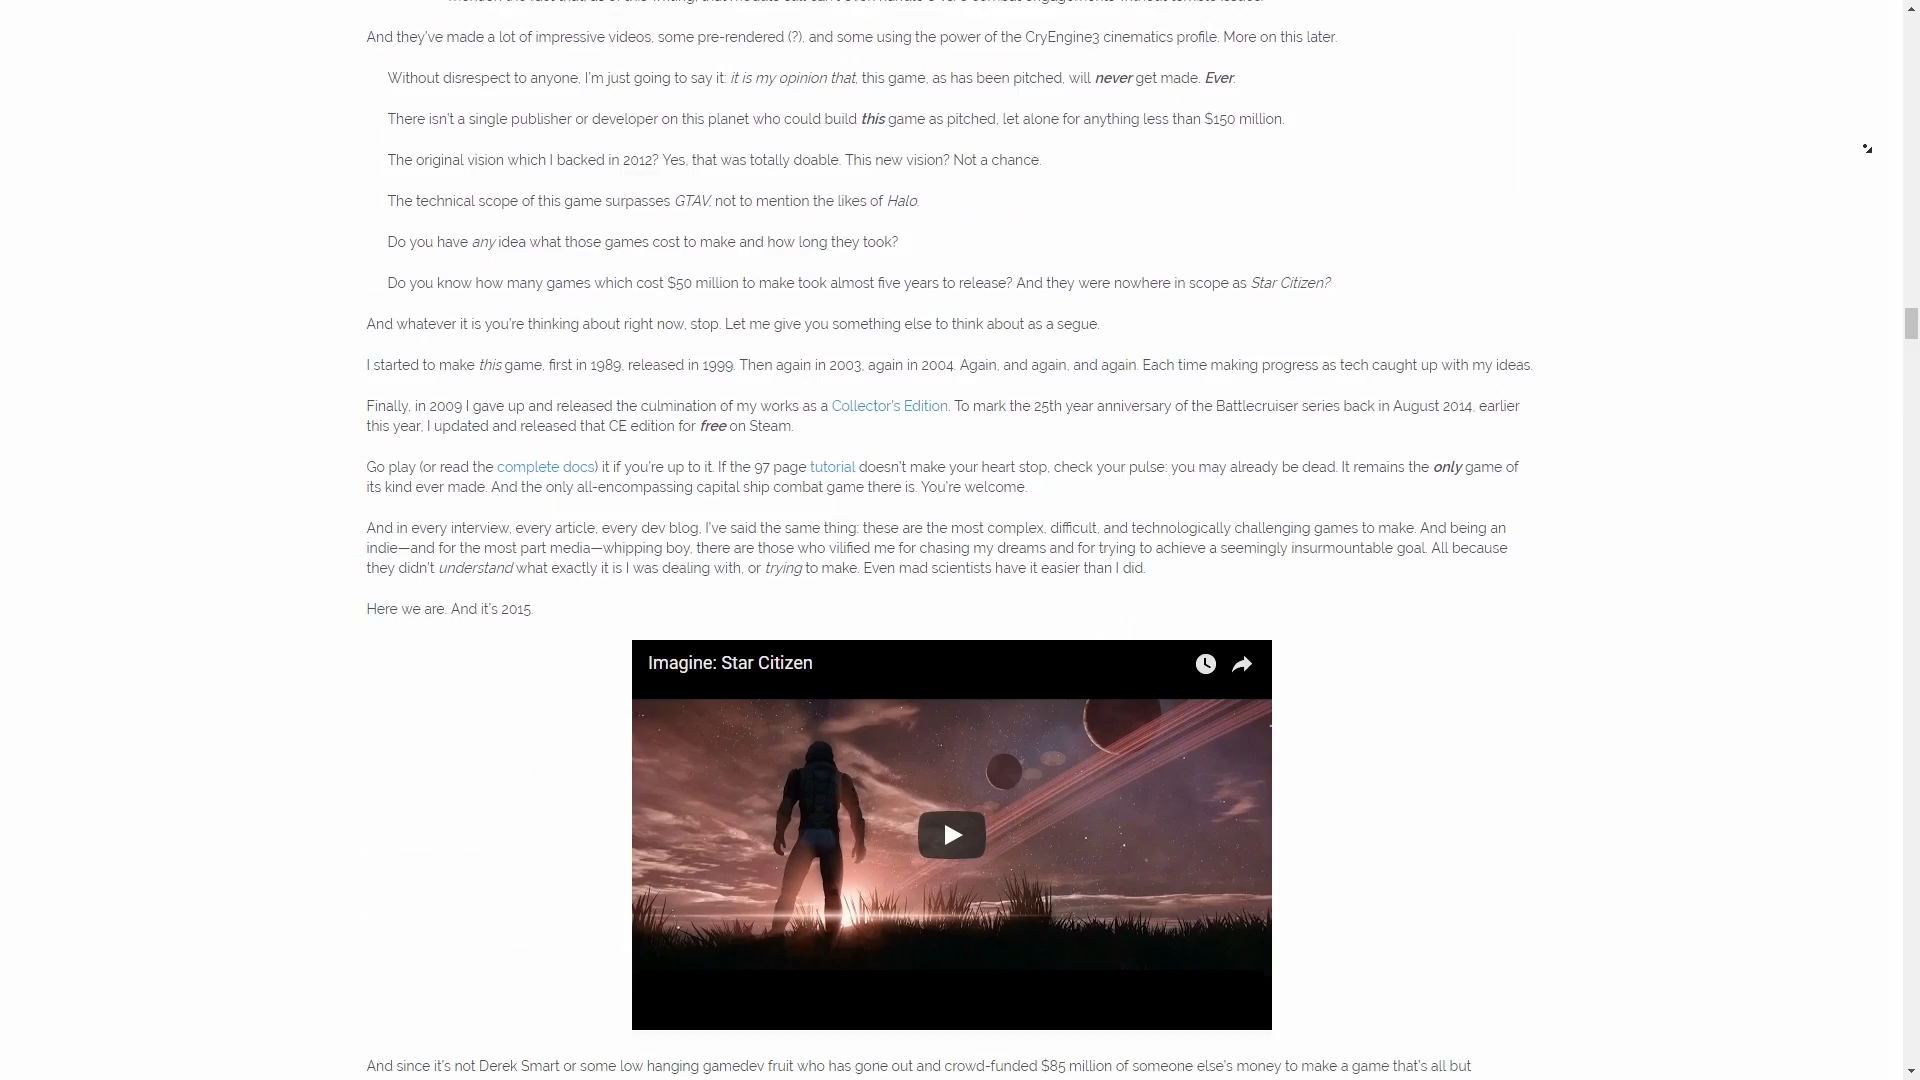 And they've made a lot of impressive videos, some pre-rendered (?), and some using the power of the CryEngine3 cinematics profile. More on this later.
Without disrespect to anyone, I'm just going to say it: it is my opinion that, this game, as has been pitched, will never get made. Ever.
There isn't a single publisher or developer on this planet who could build this game as pitched, let alone for anything less than $150 million.
The original vision which I backed in 2012? Yes, that was totally doable. This new vision? Not a chance.
The technical scope of this game surpasses GTAV, not to mention the likes of Halo.
Do you have any idea what those games cost to make and how long they took?
Do you know how many games which cost $50 million to make took almost five years to release? And they were nowhere in scope as Star Citizen?
And whatever it is you're thinking about right now, stop. Let me give you something else to think about as a segue.
I started to make this game, first in 1989, released in 1999. Then again in 2003, again in 2004. Again, and again, and again. Each time making progress as tech caught up with my ideas.
Finally, in 2009 I gave up and released the culmination of my works as a Collector's Edition. To mark the 25th year anniversary of the Battlecruiser series back in August 2014, earlier
this year, I updated and released that CE edition for free on Steam.
Go play (or read the complete docs) it if you're up to it. If the 97 page tutorial doesn't make your heart stop, check your pulse: you may already be dead. It remains the only game of
its kind ever made. And the only all-encompassing capital ship combat game there is. You're welcome.
And in every interview, every article, every dev blog, I've said the same thing: these are the most complex, difficult, and technologically challenging games to make. And being an
indie—and for the most part media—whipping boy, there are those who vilified me for chasing my dreams and for trying to achieve a seemingly insurmountable goal. All because
they didn't understand what exactly it is I was dealing with, or trying to make. Even mad scientists have it easier than I did.
Here we are. And it's 2015.
Imagine: Star Citizen
And since it's not Derek Smart or some low hanging gamedev fruit who has gone out and crowd-funded $85 million of someone else's money to make a game that's all but